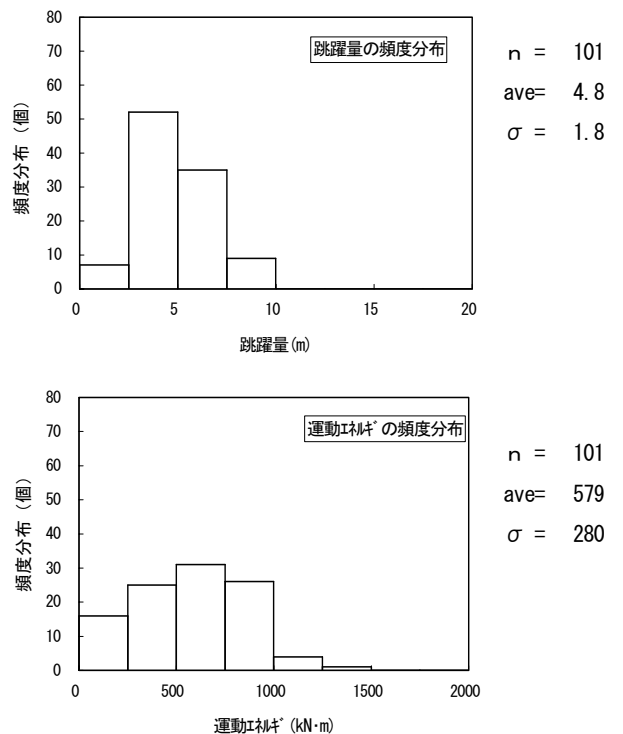 跳躍量の頻度分布
n = 101
ave= 4.8
σ = 1.8
頻度分布(個)
80
70
60
50
40
30
20
10
0
0 5 10 15 20
跳躍量(m)
運動ｴﾈﾙｷﾞの頻度分布
n = 101
ave= 579
σ = 280
頻度分布(個)
80
70
60
50
40
30
20
10
0
0 500 1000 1500 2000
運動ｴﾈﾙｷﾞ(kN·m)